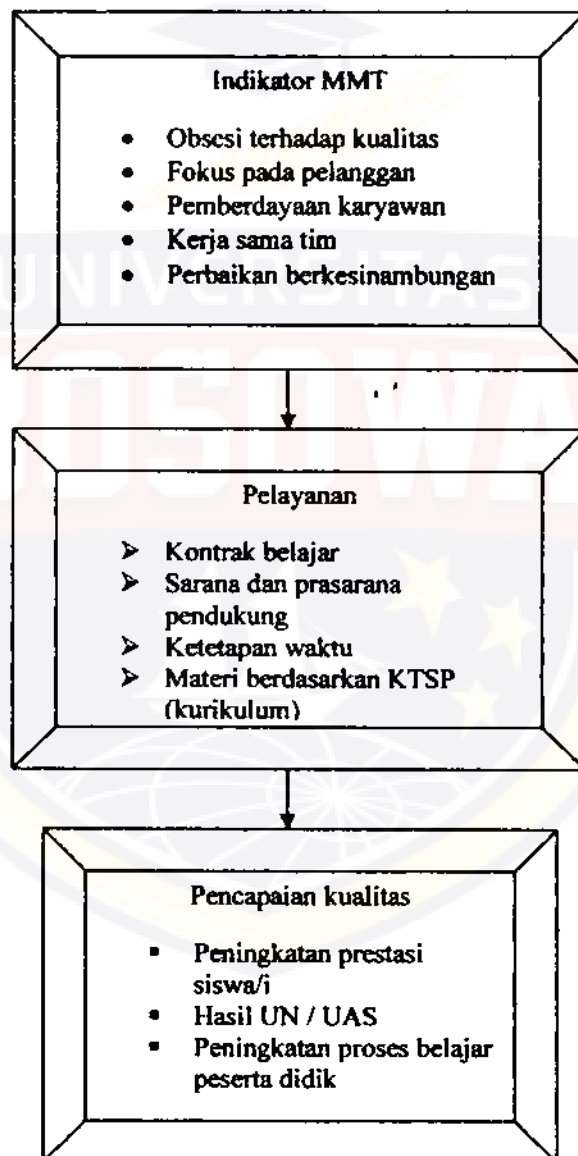 Indikator MMT
• Obsesi terhadap kualitas
• Fokus pada pelanggan
• Pemberdayaan karyawan
• Kerja sama tim
• Perbaikan berkesinambungan
UNIVERSITAS
BOSOWA
Pelayanan
➢ Kontrak belajar
➢ Sarana dan prasarana
pendukung
➢ Ketetapan waktu
➢ Materi berdasarkan KTSP
(kurikulum)
Pencapaian kualitas
▪ Peningkatan prestasi
siswa/i
▪ Hasil UN / UAS
▪ Peningkatan proses belajar
peserta didik